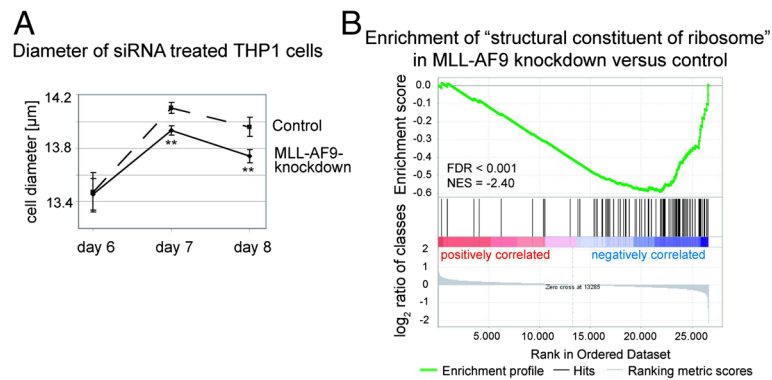 A
Diameter of siRNA treated THP1 cells
cell diameter [µm]
14.2
13.8
13.4
Control
MLL-AF9-
knockdown
**
**
day 6
day 7
day 8
B
Enrichment of “structural constituent of ribosome”
in MLL-AF9 knockdown versus control
Enrichment score
0.0
-0.1
-0.2
-0.3
-0.4
-0.5
-0.6
FDR < 0.001
NES = -2.40
log2 ratio of classes
2
1
0
-1
-2
positively correlated
negatively correlated
Zero cross at 13285
5.000
10.000
15.000
20.000
25.000
Rank in Ordered Dataset
Enrichment profile
Hits
Ranking metric scores